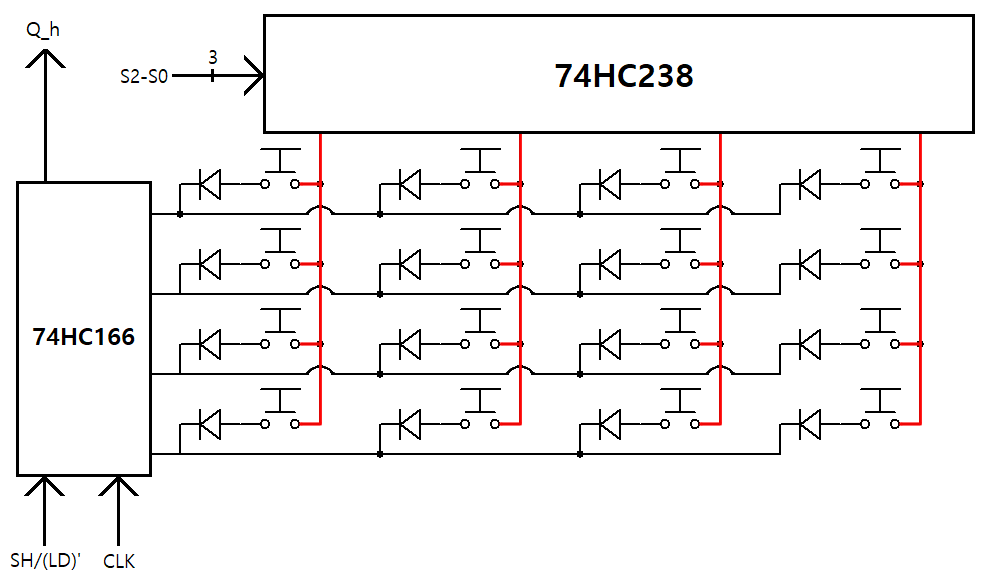 Q_h
S2-S0
3
74HC238
74HC166
SH/(LD)'
CLK